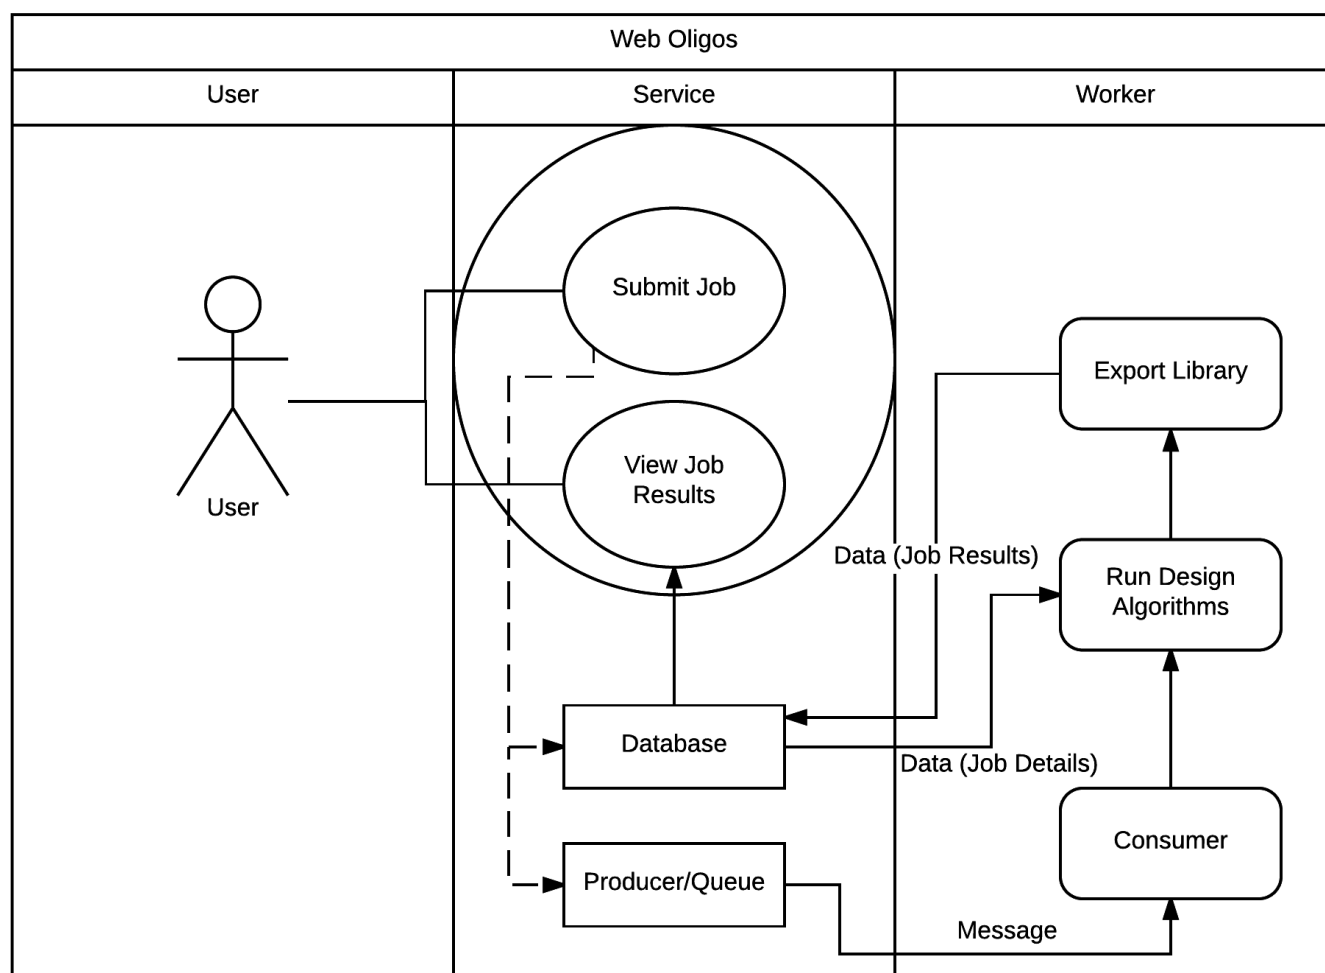 Web Oligos
User
Service
Worker
Submit Job
View Job
Results
User
Export Library
Data (Job Results)
Run Design
Algorithms
Database
Data (Job Details)
Consumer
Producer/Queue
Message